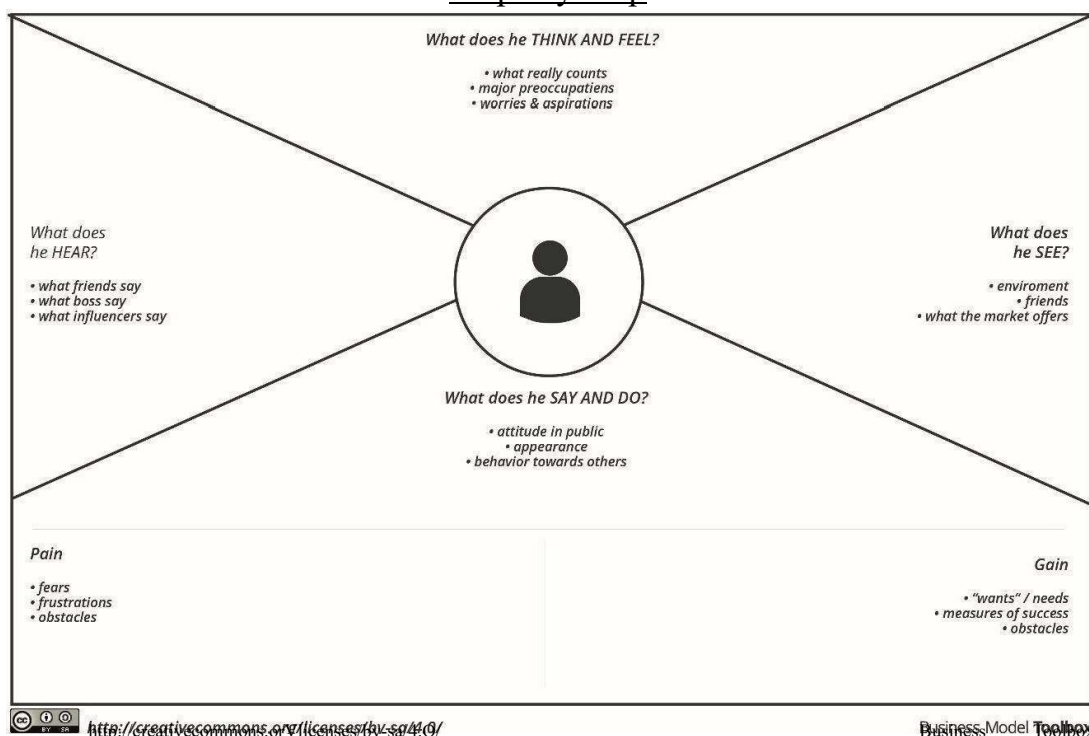 What does he THINK AND FEEL?
• what really counts
• major preoccupatiens
• worries & aspirations
What does
he HEAR?
• what friends say
• what boss say
• what influencers say
What does
he SEE?
• enviroment
• friends
• what the market offers
What does he SAY AND DO?
• attitude in public
• appearance
• behavior towards others
Pain
• fears
• frustrations
• obstacles
Gain
• “wants” / needs
• measures of success
• obstacles
cc BY SA
http://creativecommons.org/licenses/by-sa/4.0/
Business Model Toolbox